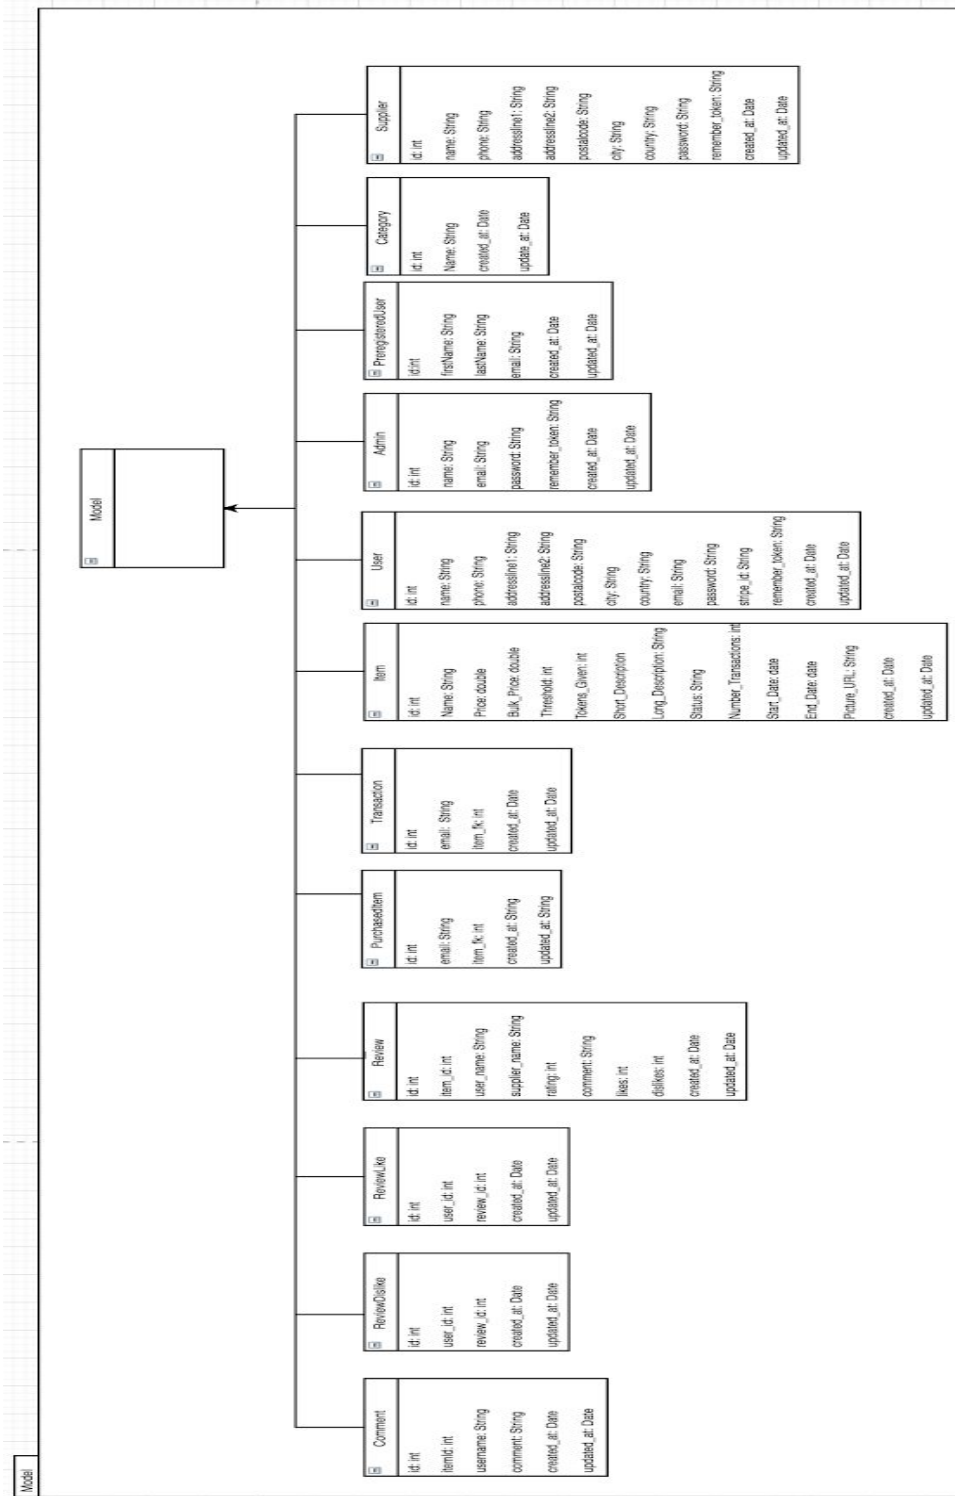 Model
Model
Comment
id: int
itemId: int
username: String
comment: String
created_at: Date
updated_at: Date
ReviewDislike
id: int
user_id: int
review_id: int
created_at: Date
updated_at: Date
ReviewLike
id: int
user_id: int
review_id: int
created_at: Date
updated_at: Date
Review
id: int
item_id: int
user_name: String
supplier_name: String
rating: int
comment: String
likes: int
dislikes: int
created_at: Date
updated_at: Date
PurchasedItem
id: int
email: String
item_fk: int
created_at: String
updated_at: String
Transaction
id: int
email: String
item_fk: int
created_at: Date
updated_at: Date
Item
id: int
Name: String
Price: double
Bulk_Price: double
Threshold: int
Tokens_Given: int
Short_Description
Long_Description: String
Status: String
Number_Transactions: int
Start_Date: date
End_Date: date
Picture_URL: String
created_at: Date
updated_at: Date
User
id: int
name: String
phone: String
addressline1: String
addressline2: String
postalcode: String
city: String
country: String
email: String
password: String
stripe_id: String
remember_token: String
created_at: Date
updated_at: Date
Admin
id: int
name: String
email: String
password: String
remember_token: String
created_at: Date
updated_at: Date
PreregisteredUser
id:int
firstName: String
lastName: String
email: String
created_at: Date
updated_at: Date
Category
id: int
Name: String
created_at: Date
update_at: Date
Supplier
id: int
name: String
phone: String
addressline1: String
addressline2: String
postalcode: String
city: String
country: String
password: String
remember_token: String
created_at: Date
updated_at: Date